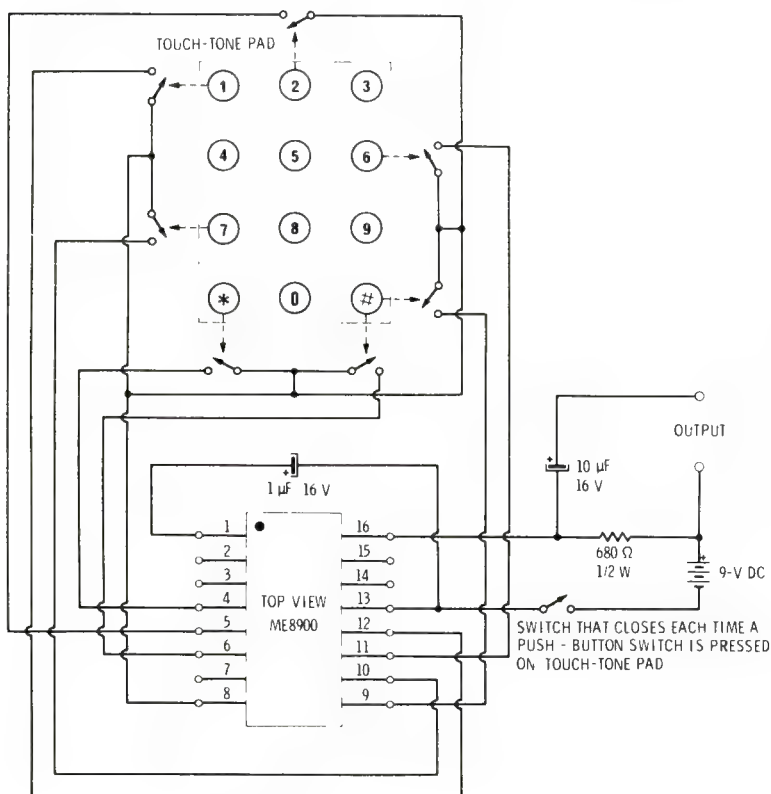 TOUCH-TONE PAD
1 2 3
4 5 6
7 8 9
* 0 #
OUTPUT
10 µF
16 V
1 µF 16 V
680 Ω
1/2 W
9-V DC
TOP VIEW
ME8900
1 16
2 15
3 14
4 13
5 12
6 11
7 10
8 9
SWITCH THAT CLOSES EACH TIME A
PUSH - BUTTON SWITCH IS PRESSED
ON TOUCH-TONE PAD
+
+
+